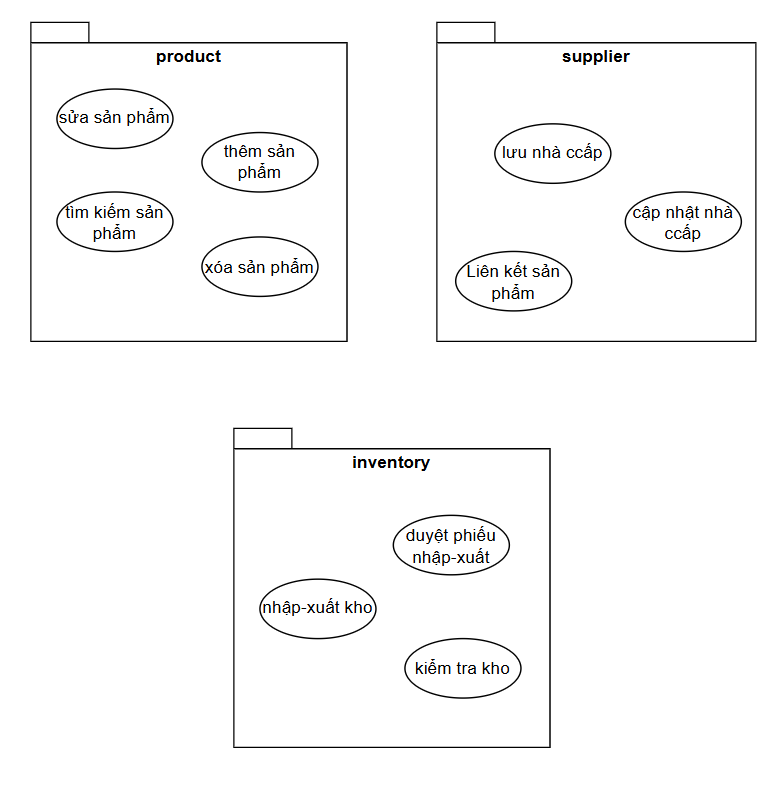 product
sửa sản phẩm
thêm sản
phẩm
tìm kiếm sản
phẩm
xóa sản phẩm
supplier
lưu nhà ccấp
cập nhật nhà
ccấp
Liên kết sản
phẩm
inventory
duyệt phiếu
nhập-xuất
nhập-xuất kho
kiểm tra kho